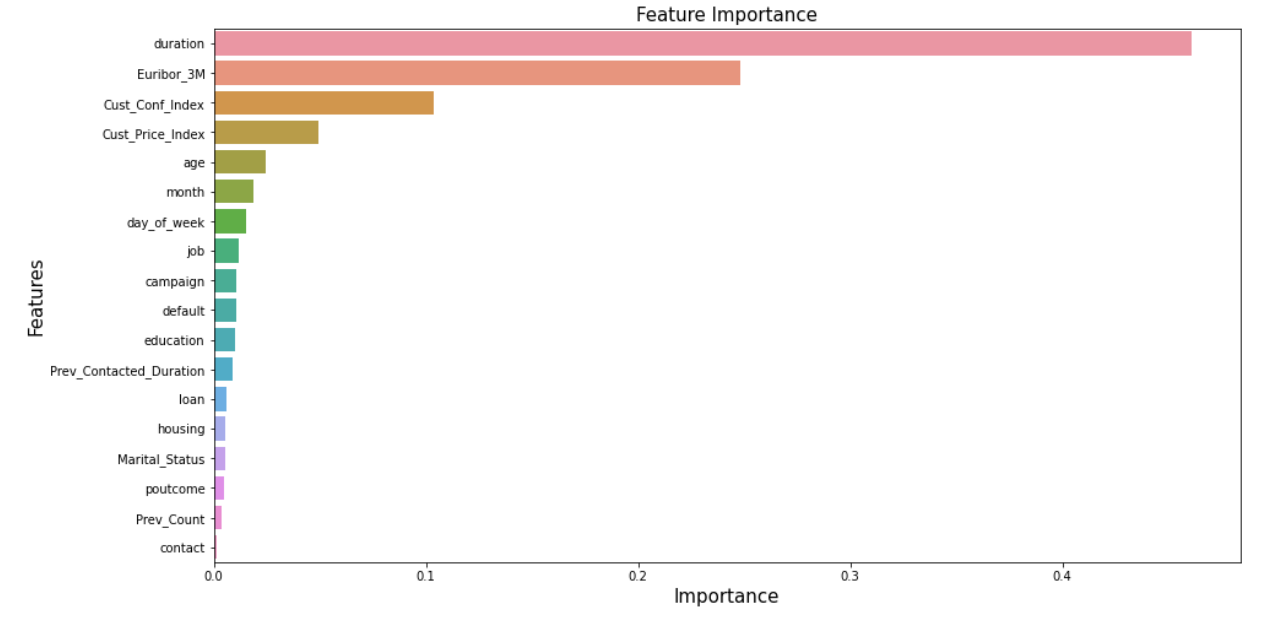 Feature Importance
duration
Euribor_3M
Cust_Conf_Index
Cust_Price_Index
age
month
day_of_week
job
campaign
default
education
Prev_Contacted_Duration
loan
housing
Marital_Status
poutcome
Prev_Count
contact
Features
0.0 0.1 0.2 0.3 0.4
Importance